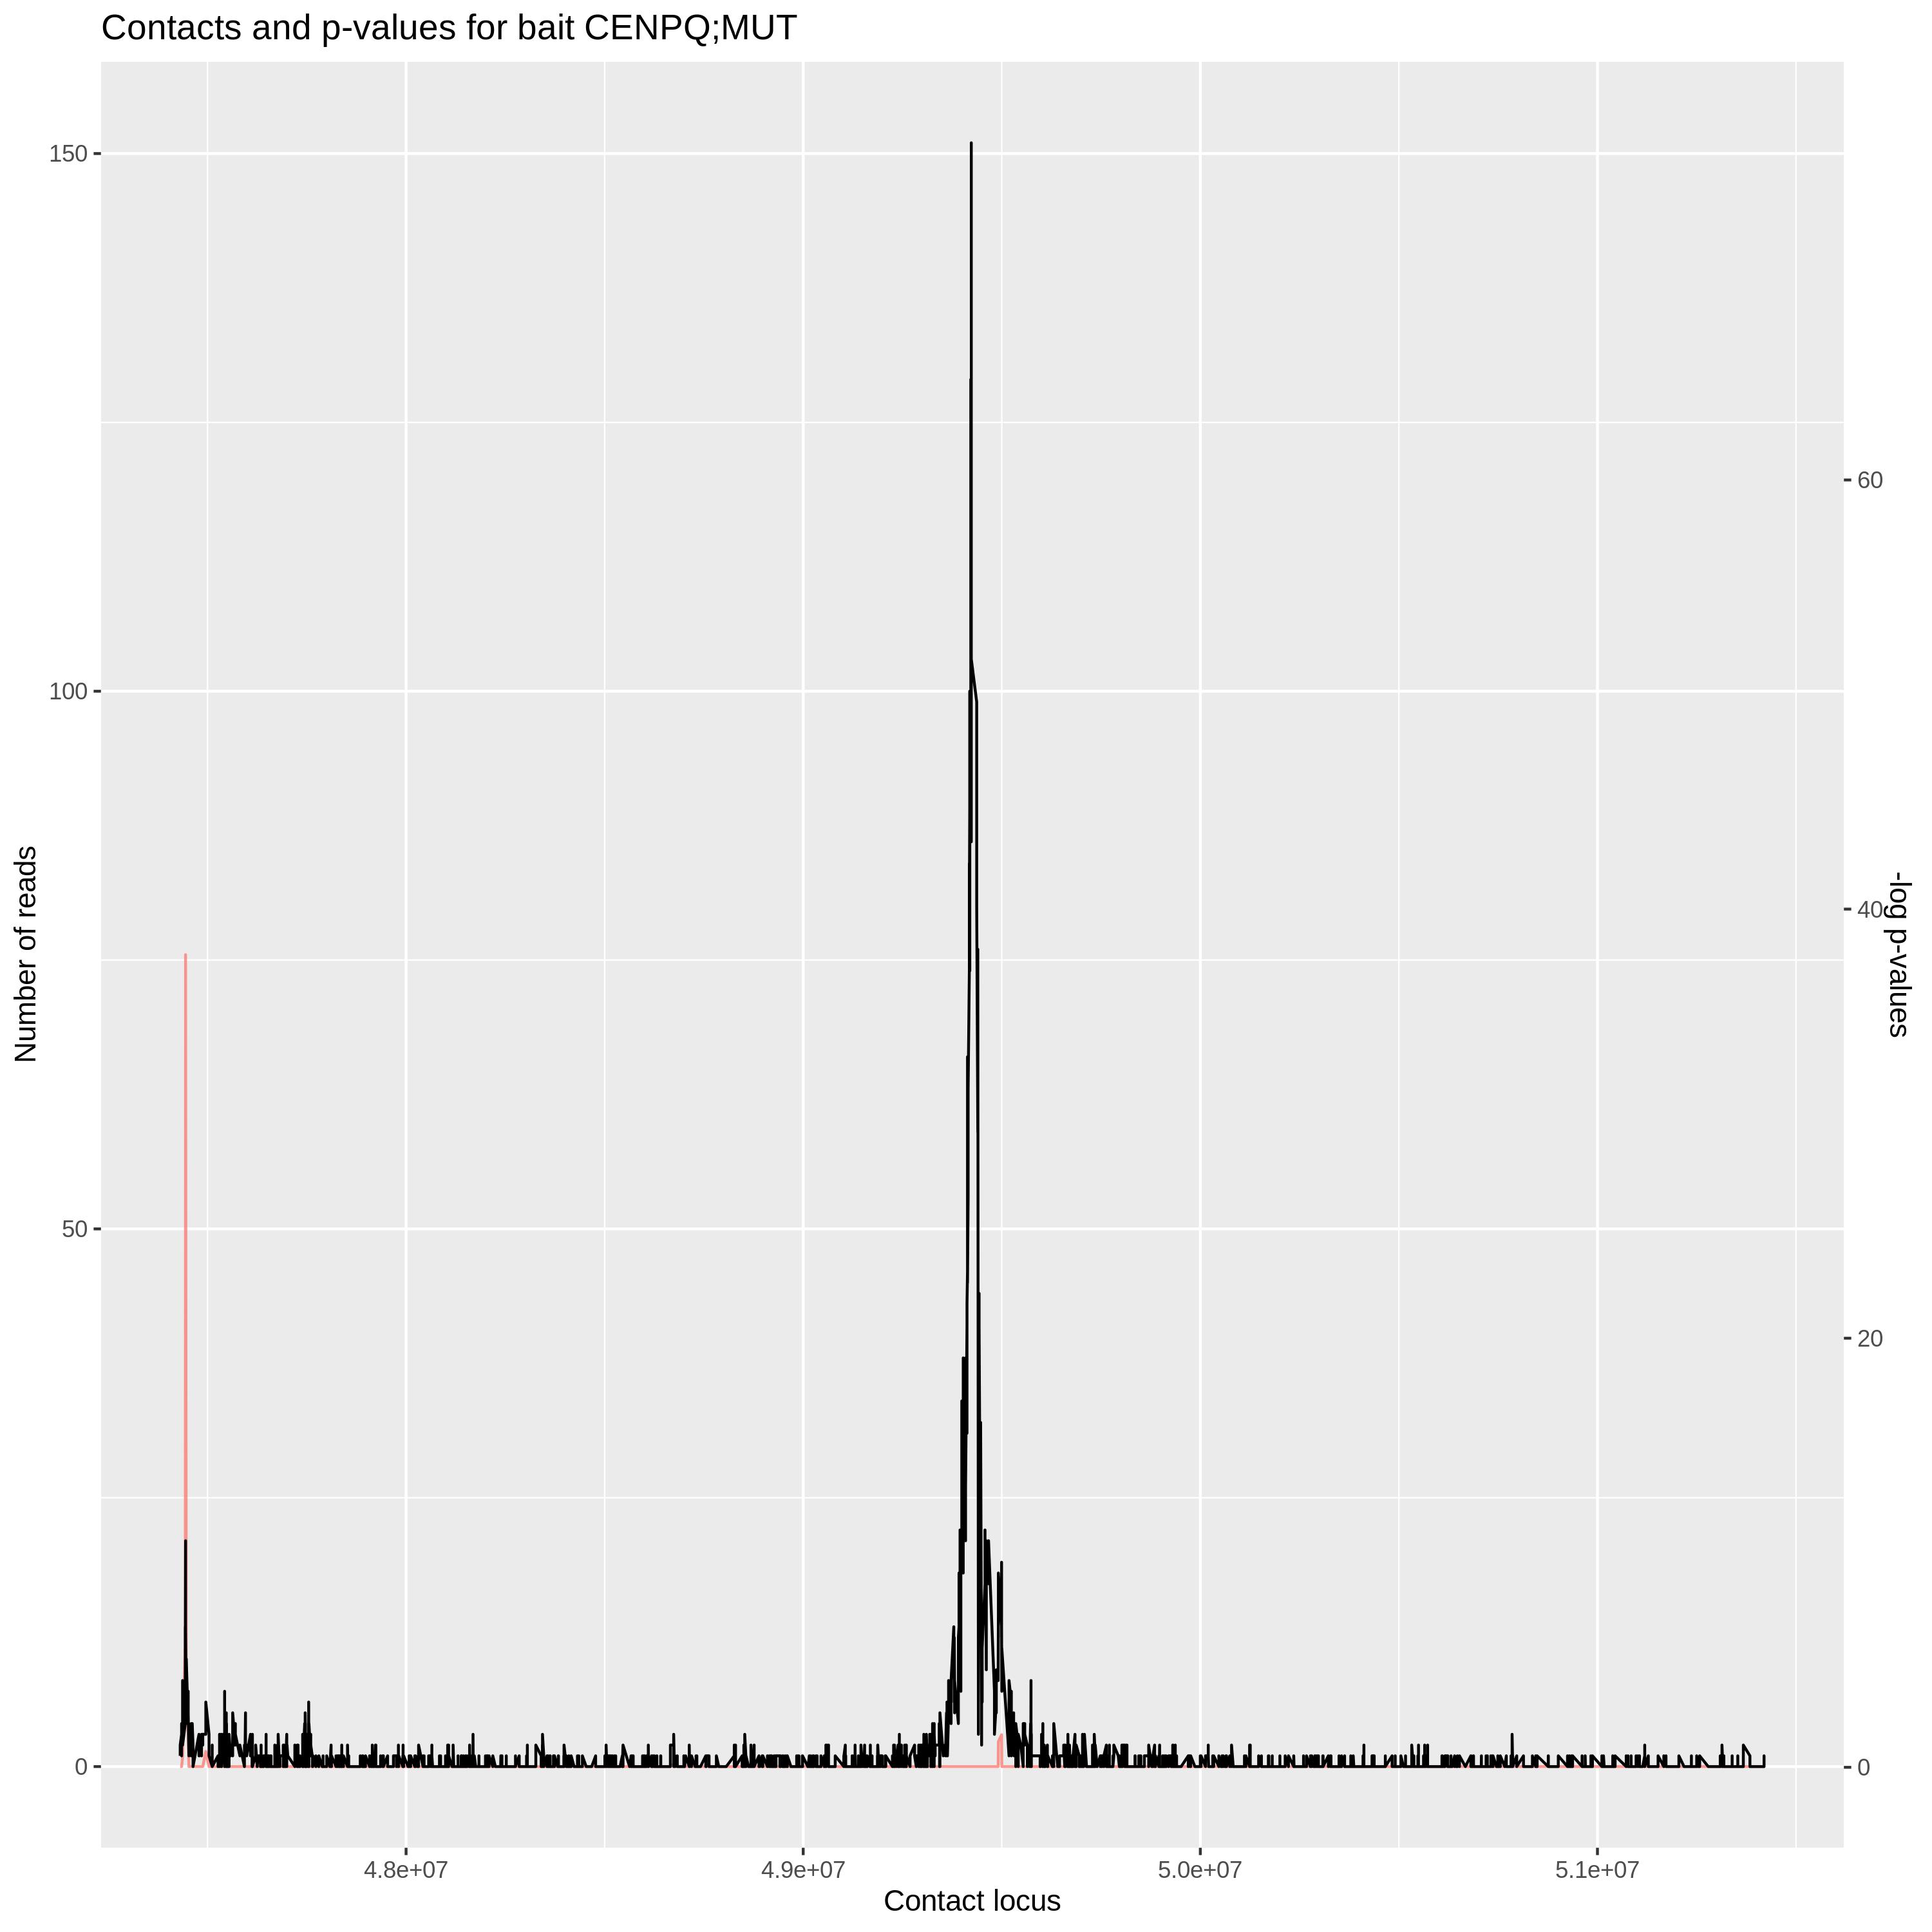 Contacts and p-values for bait CENPQ;MUT
150
100
50
0
Number of reads
60
40
20
0
-log p-values
4.8e+07
4.9e+07
5.0e+07
5.1e+07
Contact locus